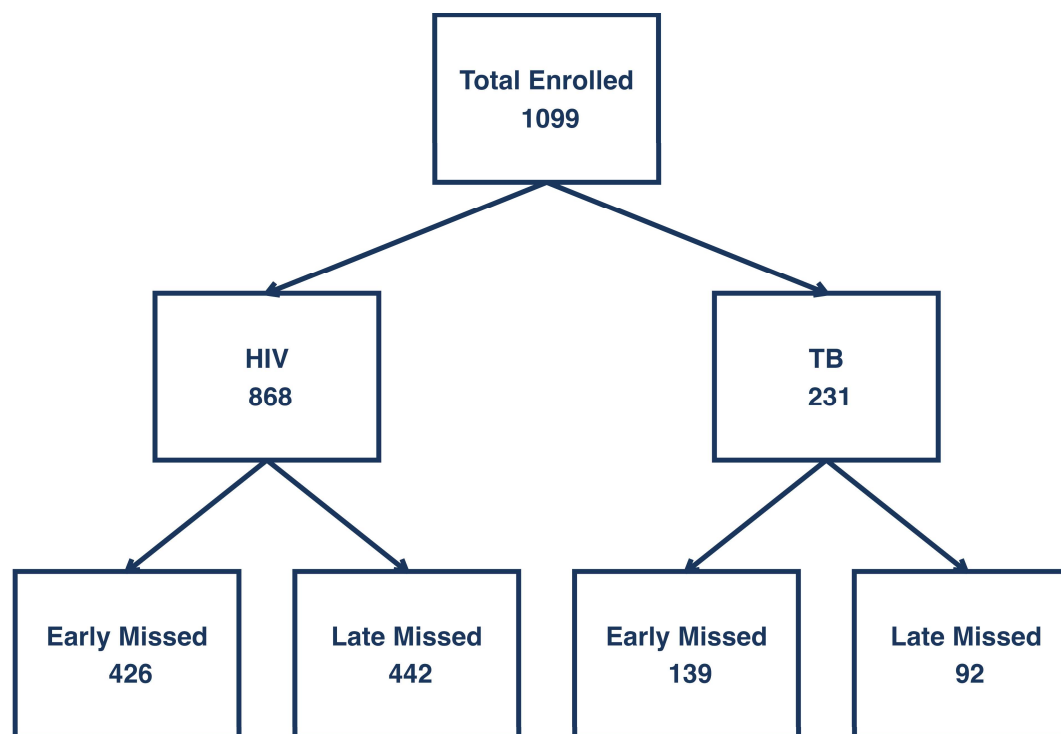 Total Enrolled
1099
HIV
868
TB
231
Early Missed
426
Late Missed
442
Early Missed
139
Late Missed
92